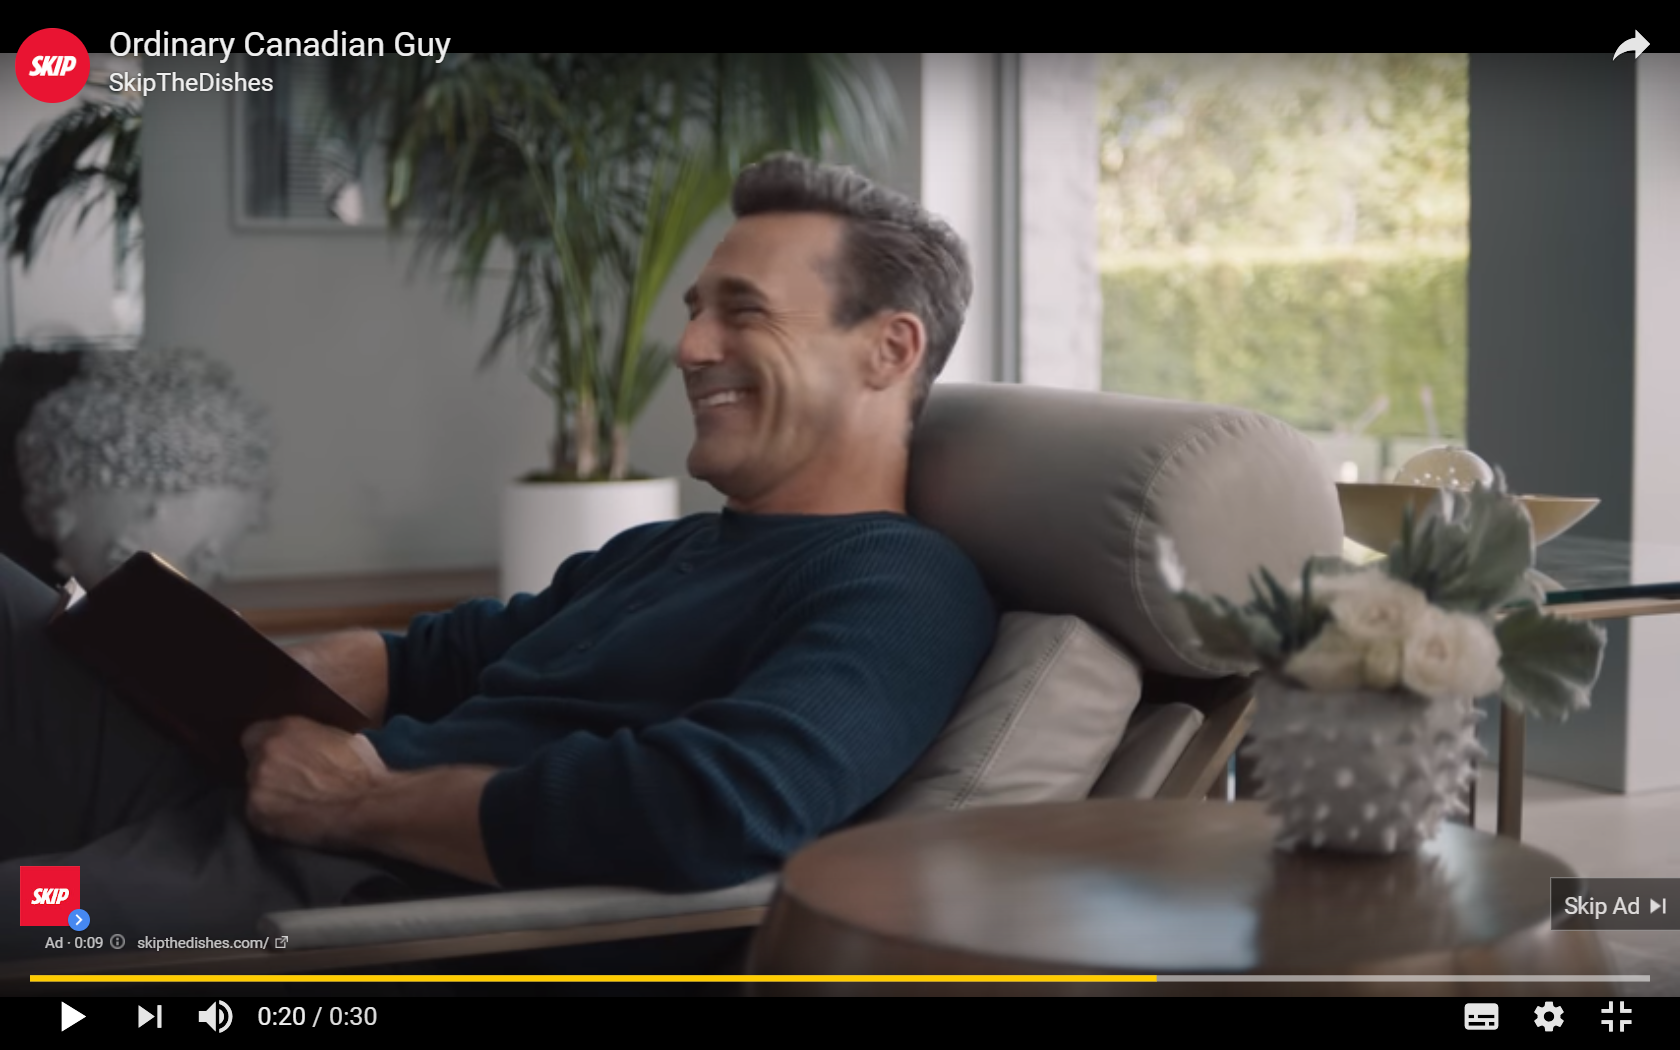 SKIP
Ordinary Canadian Guy
SkipTheDishes
SKIP
Skip Ad
Ad · 0:09
skipthedishes.com/
0:20 / 0:30